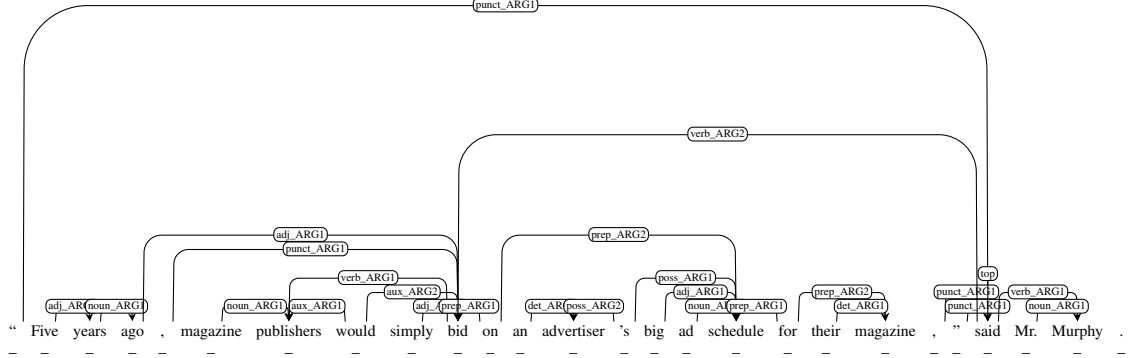 punct_ARG1
verb_ARG2
adj_ARG1 prep_ARG2
punct_ARG1
top
verb_ARG1 poss_ARG1
aux_ARG2 adj_ARG1 prep_ARG2 punct_ARG1 verb_ARG1
noun_ARG1 noun_ARG1 aux_ARG1 prep_ARG1 poss_ARG2 prep_ARG1 det_ARG1 punct_ARG1 noun_ARG1
“ Five years ago , magazine publishers would simply bid on an advertiser 's big ad schedule for their magazine , ” said Mr. Murphy .
_ _ _ _ _ _ _ _ _ _ _ _ _ _ _ _ _ _ _ _ _ _ _ _ _ _